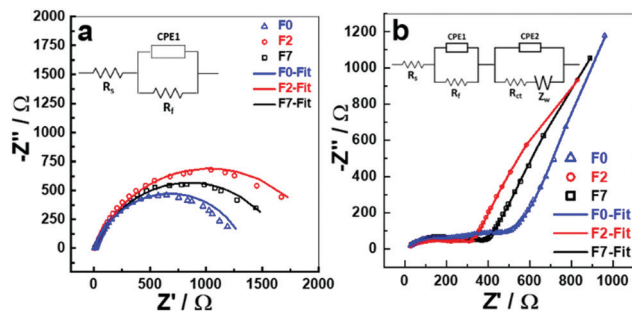 a
CPE1
Rs
Rf
F0
F2
F7
F0-Fit
F2-Fit
F7-Fit
-Z'' / Ω
2000
1750
1500
1250
1000
750
500
250
0
0 500 1000 1500 2000
Z' / Ω
b
CPE1 CPE2
Rs
Rf
Rct
Zw
F0
F2
F7
F0-Fit
F2-Fit
F7-Fit
-Z'' / Ω
1200
1000
800
600
400
200
0
0 200 400 600 800 1000
Z' / Ω